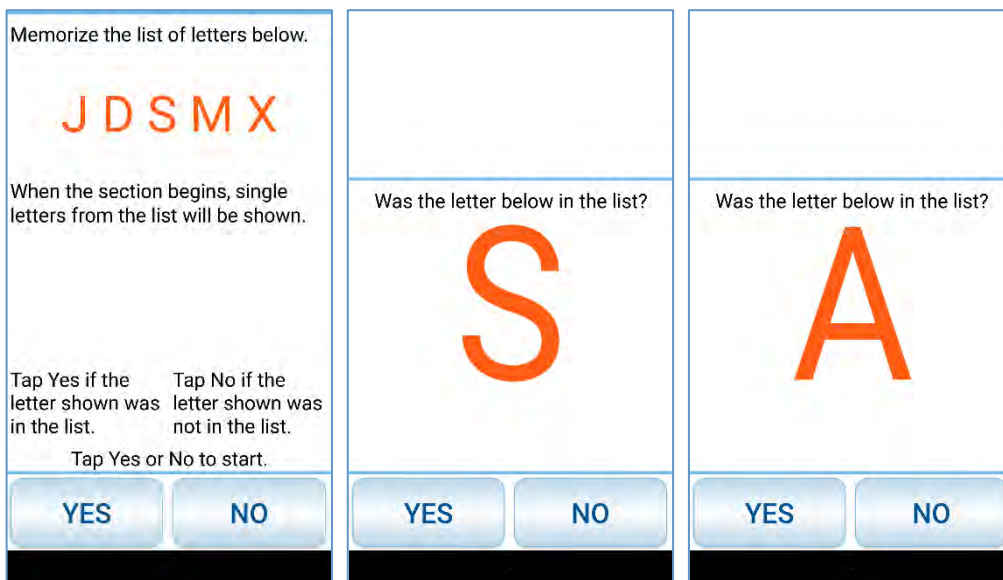 Memorize the list of letters below.
J D S M X
When the section begins, single
letters from the list will be shown.
Tap Yes if the
letter shown was
in the list.
Tap No if the
letter shown was
not in the list.
Tap Yes or No to start.
YES
NO
Was the letter below in the list?
S
YES
NO
Was the letter below in the list?
A
YES
NO